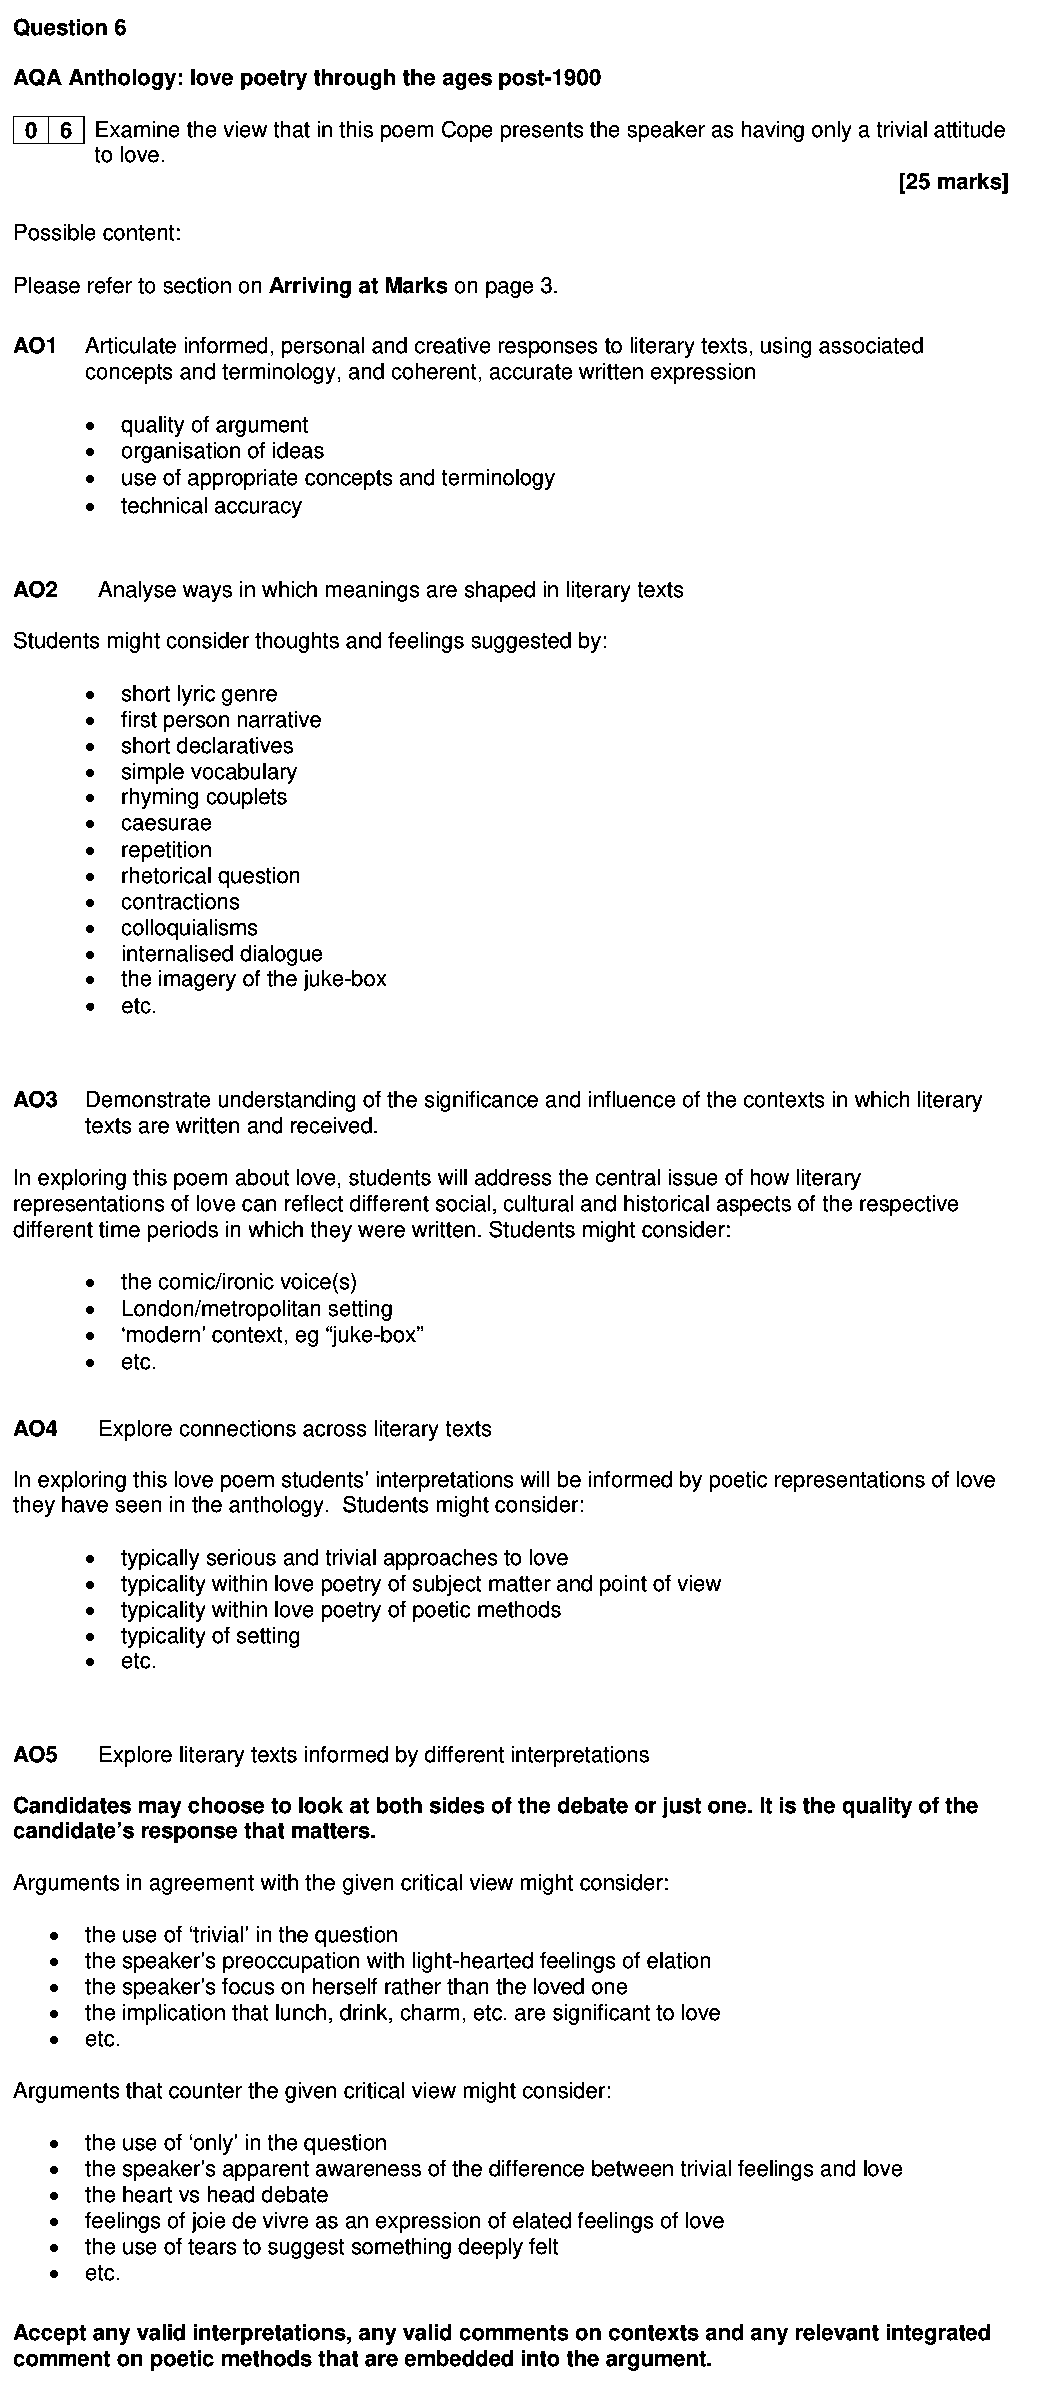 Question 6
AQA Anthology: love poetry through the ages post-1900
0 6 Examine the view that in this poem Cope presents the speaker as having only a trivial attitude
to love.
[25 marks]
Possible content:
Please refer to section on Arriving at Marks on page 3.
AO1 Articulate informed, personal and creative responses to literary texts, using associated
concepts and terminology, and coherent, accurate written expression
• quality of argument
• organisation of ideas
• use of appropriate concepts and terminology
• technical accuracy
AO2 Analyse ways in which meanings are shaped in literary texts
Students might consider thoughts and feelings suggested by:
• short lyric genre
• first person narrative
• short declaratives
• simple vocabulary
• rhyming couplets
• caesurae
• repetition
• rhetorical question
• contractions
• colloquialisms
• internalised dialogue
• the imagery of the juke-box
• etc.
AO3 Demonstrate understanding of the significance and influence of the contexts in which literary
texts are written and received.
In exploring this poem about love, students will address the central issue of how literary
representations of love can reflect different social, cultural and historical aspects of the respective
different time periods in which they were written. Students might consider:
• the comic/ironic voice(s)
• London/metropolitan setting
• ‘modern’ context, eg “juke-box”
• etc.
AO4 Explore connections across literary texts
In exploring this love poem students’ interpretations will be informed by poetic representations of love
they have seen in the anthology. Students might consider:
• typically serious and trivial approaches to love
• typicality within love poetry of subject matter and point of view
• typicality within love poetry of poetic methods
• typicality of setting
• etc.
AO5 Explore literary texts informed by different interpretations
Candidates may choose to look at both sides of the debate or just one. It is the quality of the
candidate’s response that matters.
Arguments in agreement with the given critical view might consider:
• the use of ‘trivial’ in the question
• the speaker’s preoccupation with light-hearted feelings of elation
• the speaker’s focus on herself rather than the loved one
• the implication that lunch, drink, charm, etc. are significant to love
• etc.
Arguments that counter the given critical view might consider:
• the use of ‘only’ in the question
• the speaker’s apparent awareness of the difference between trivial feelings and love
• the heart vs head debate
• feelings of joie de vivre as an expression of elated feelings of love
• the use of tears to suggest something deeply felt
• etc.
Accept any valid interpretations, any valid comments on contexts and any relevant integrated
comment on poetic methods that are embedded into the argument.